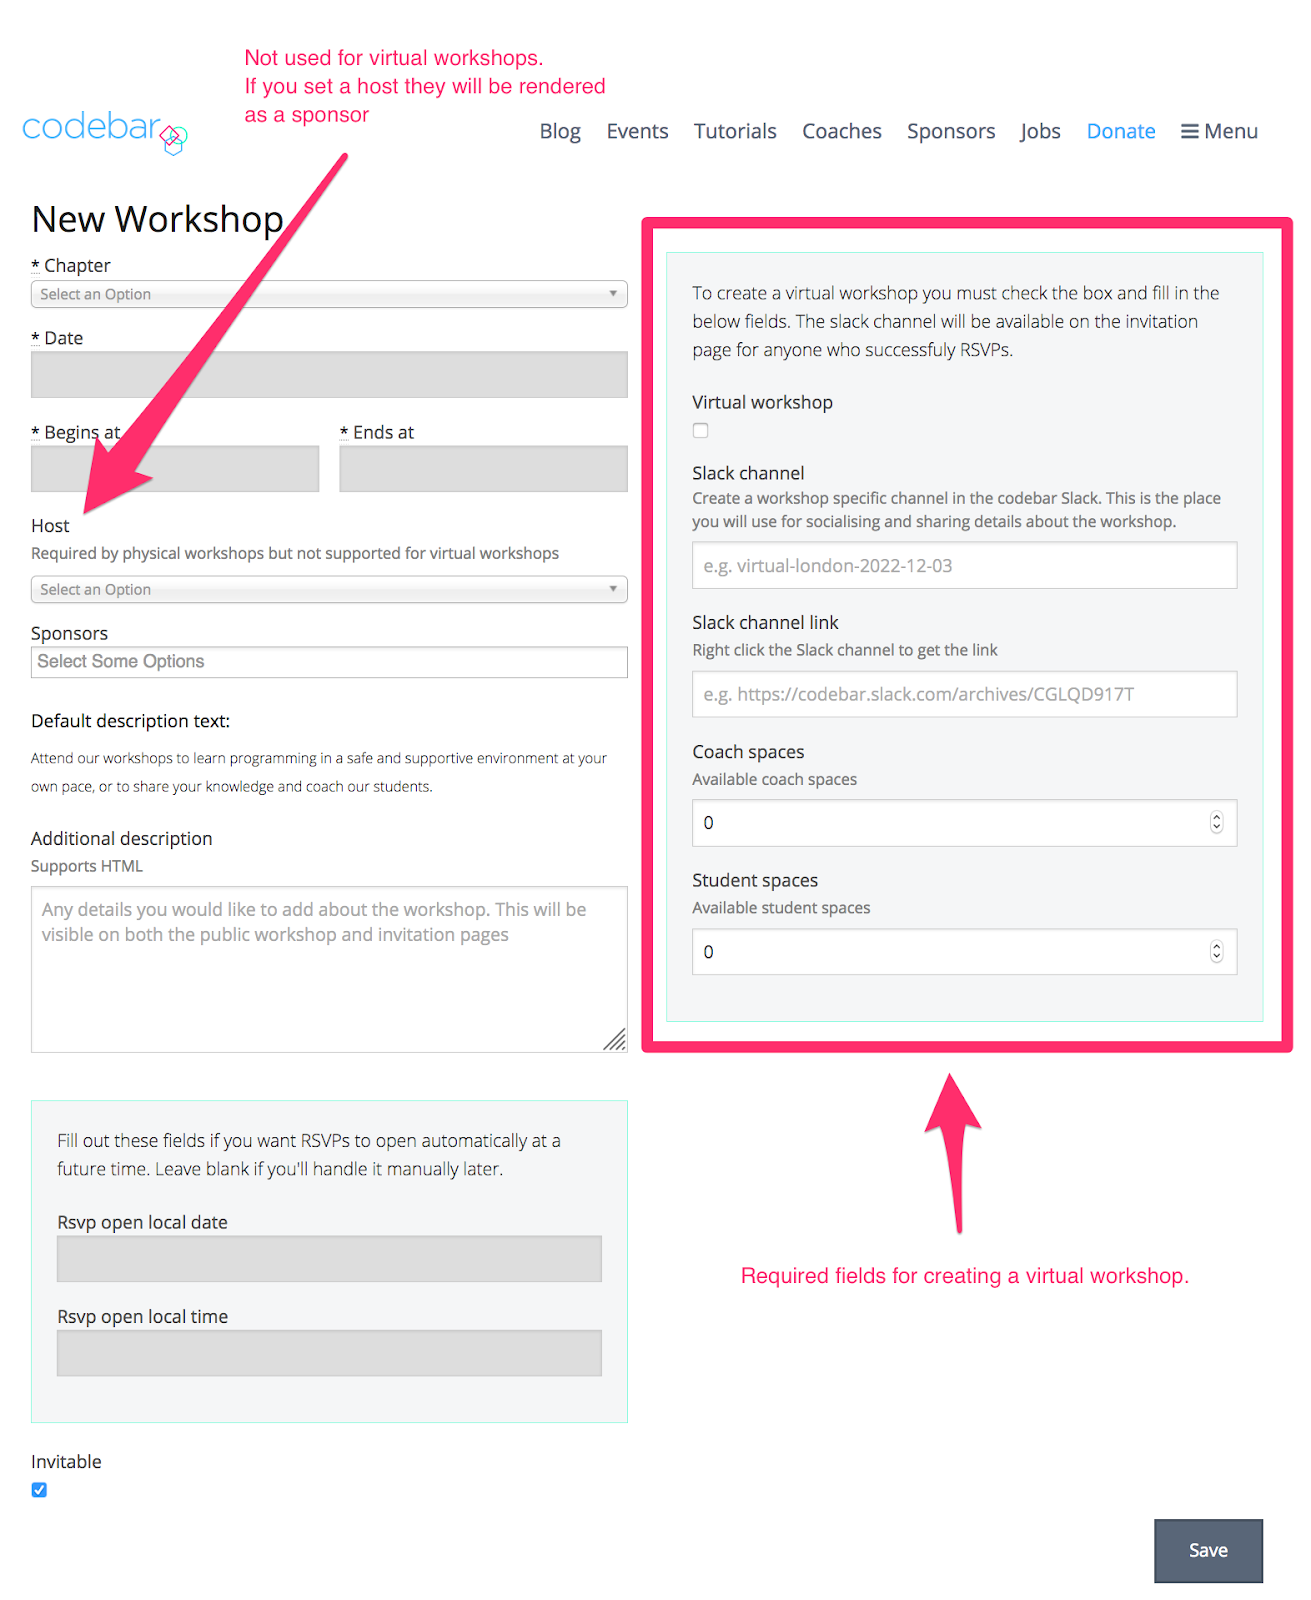 Not used for virtual workshops.
If you set a host they will be rendered
as a sponsor
codebar
Blog Events Tutorials Coaches Sponsors Jobs Donate Menu
New Workshop
* Chapter
Select an Option
* Date
* Begins at
* Ends at
Host
Required by physical workshops but not supported for virtual workshops
Select an Option
Sponsors
Select Some Options
Default description text:
Attend our workshops to learn programming in a safe and supportive environment at your
own pace, or to share your knowledge and coach our students.
Additional description
Supports HTML
Any details you would like to add about the workshop. This will be
visible on both the public workshop and invitation pages
Fill out these fields if you want RSVPs to open automatically at a
future time. Leave blank if you'll handle it manually later.
Rsvp open local date
Rsvp open local time
Invitable
To create a virtual workshop you must check the box and fill in the
below fields. The slack channel will be available on the invitation
page for anyone who successfuly RSVPs.
Virtual workshop
Slack channel
Create a workshop specific channel in the codebar Slack. This is the place
you will use for socialising and sharing details about the workshop.
e.g. virtual-london-2022-12-03
Slack channel link
Right click the Slack channel to get the link
e.g. https://codebar.slack.com/archives/CGLQD917T
Coach spaces
Available coach spaces
0
Student spaces
Available student spaces
0
Required fields for creating a virtual workshop.
Save